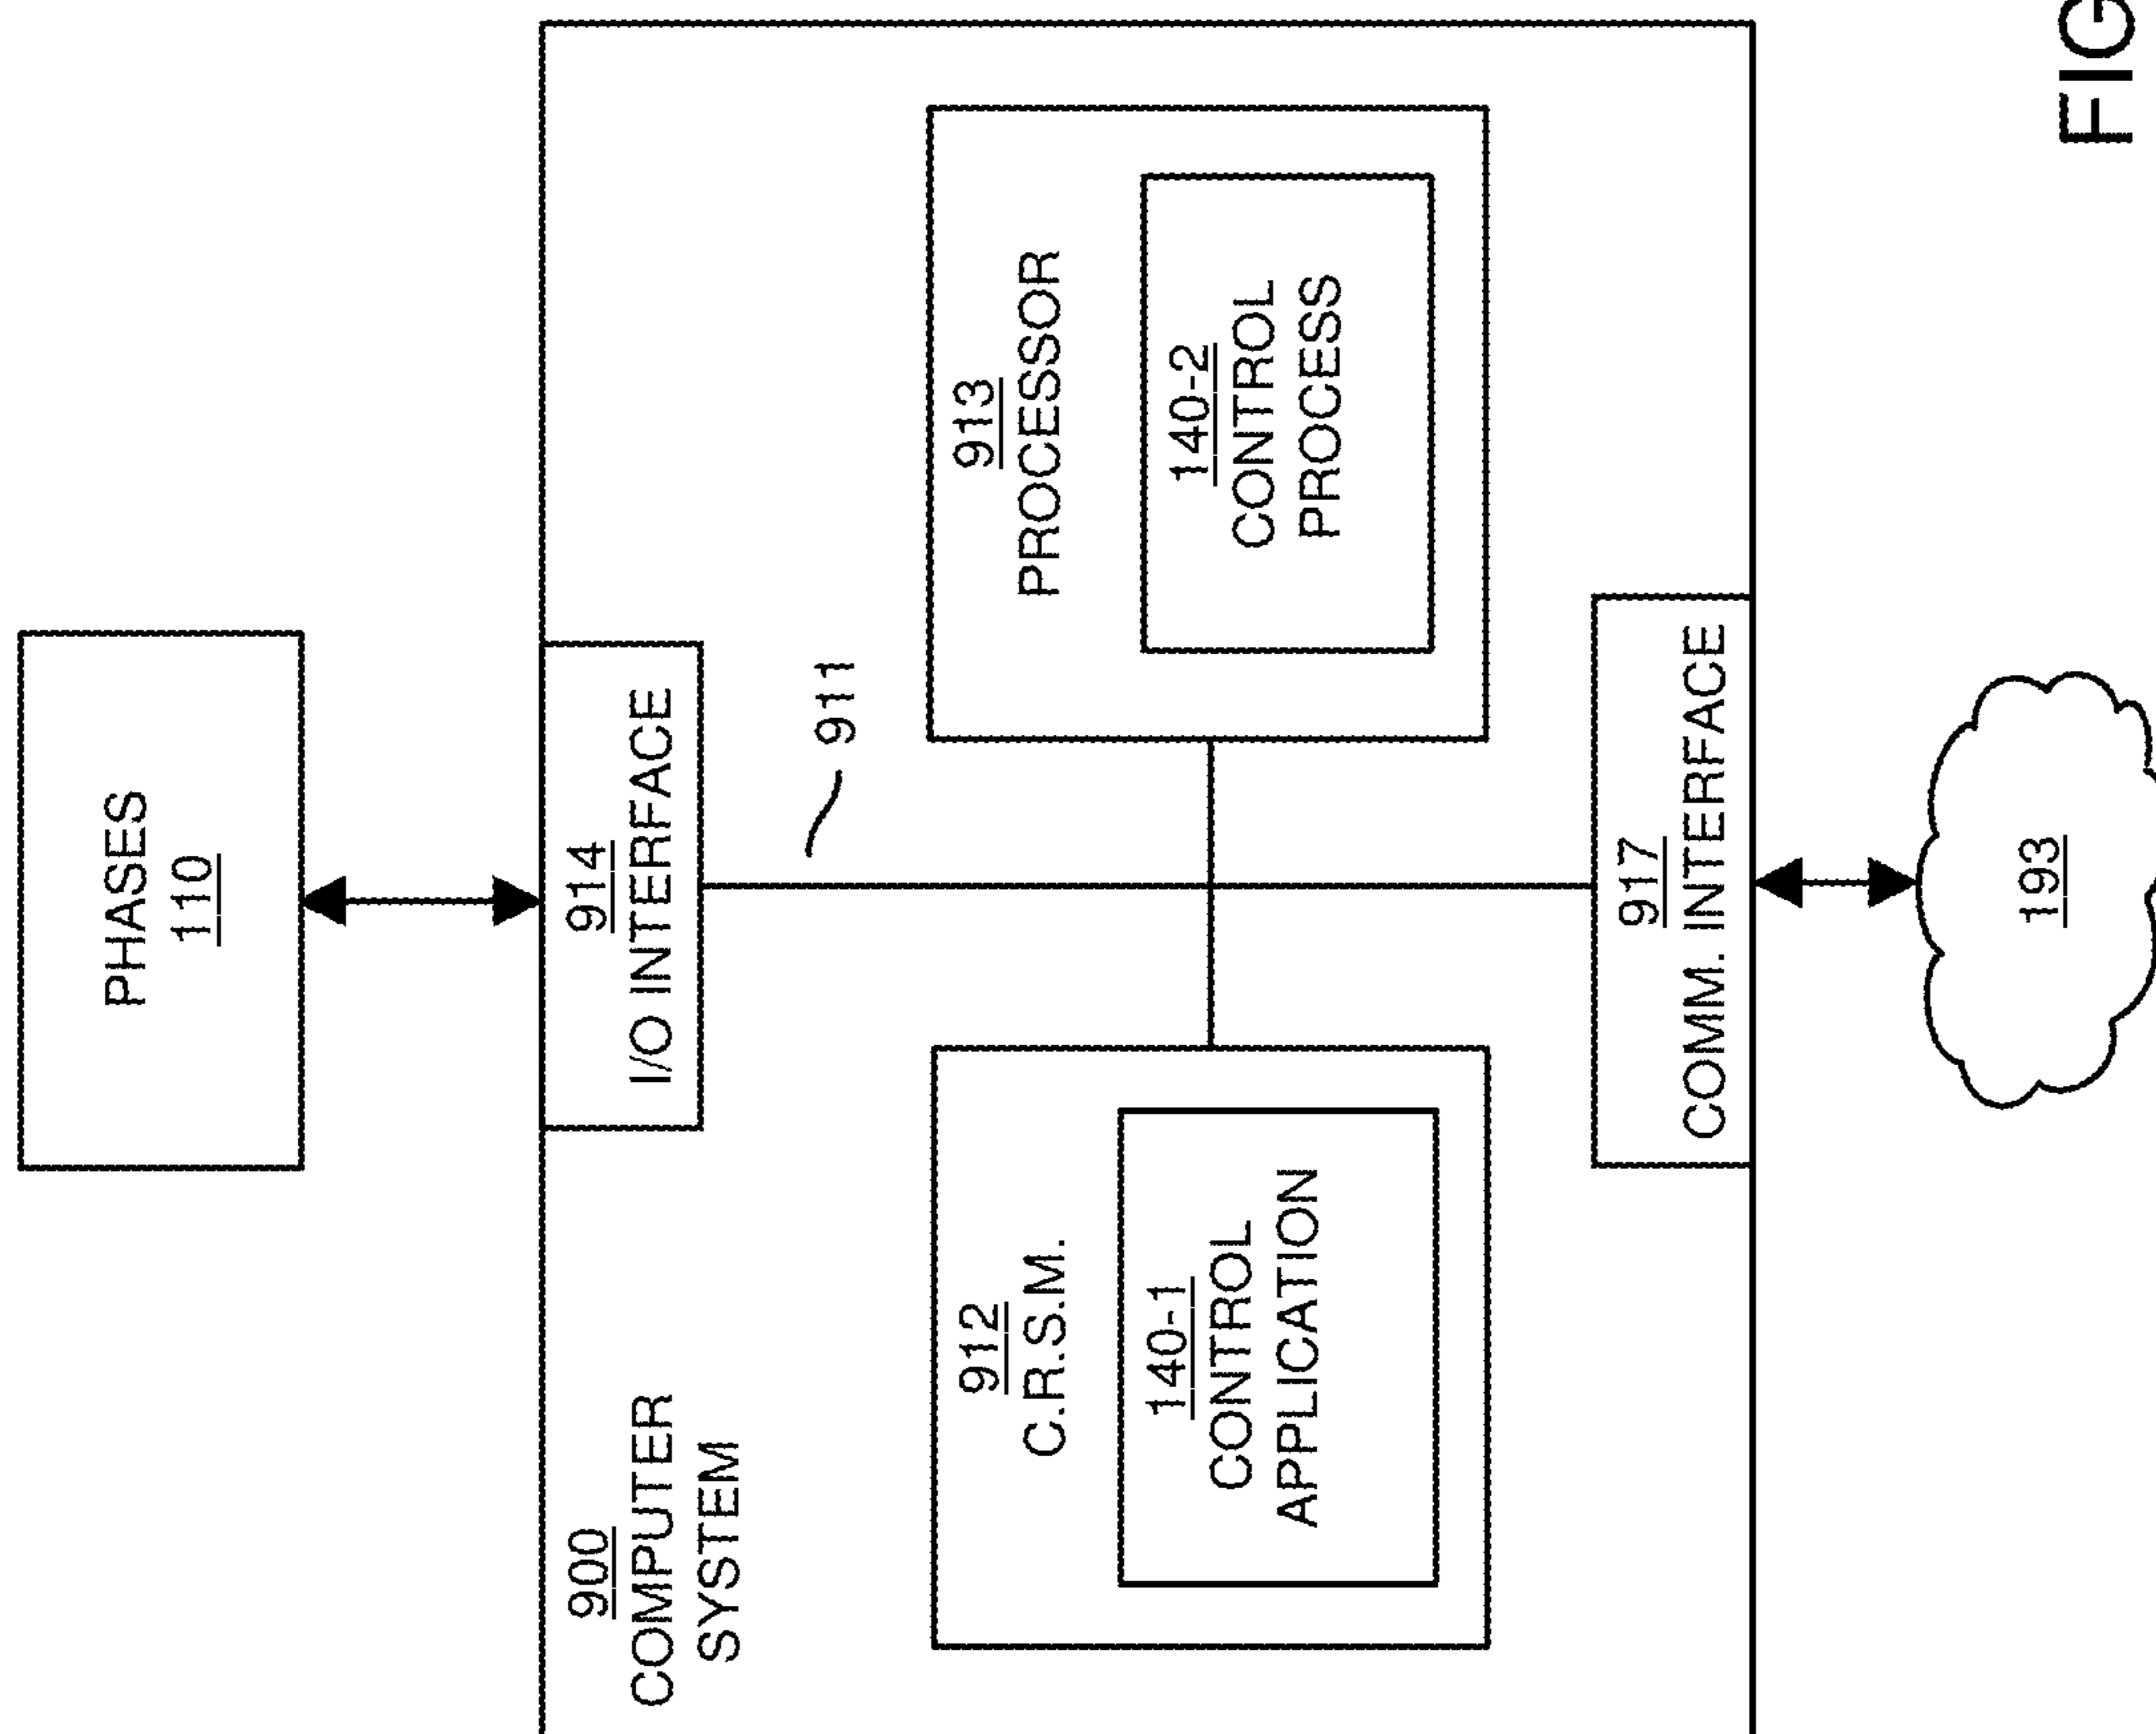 PHASES
110
900
COMPUTER
SYSTEM
914
I/O INTERFACE
911
912
C.R.S.M.
140-1
CONTROL
APPLICATION
913
PROCESSOR
140-2
CONTROL
PROCESS
917
COMM. INTERFACE
193
FIG